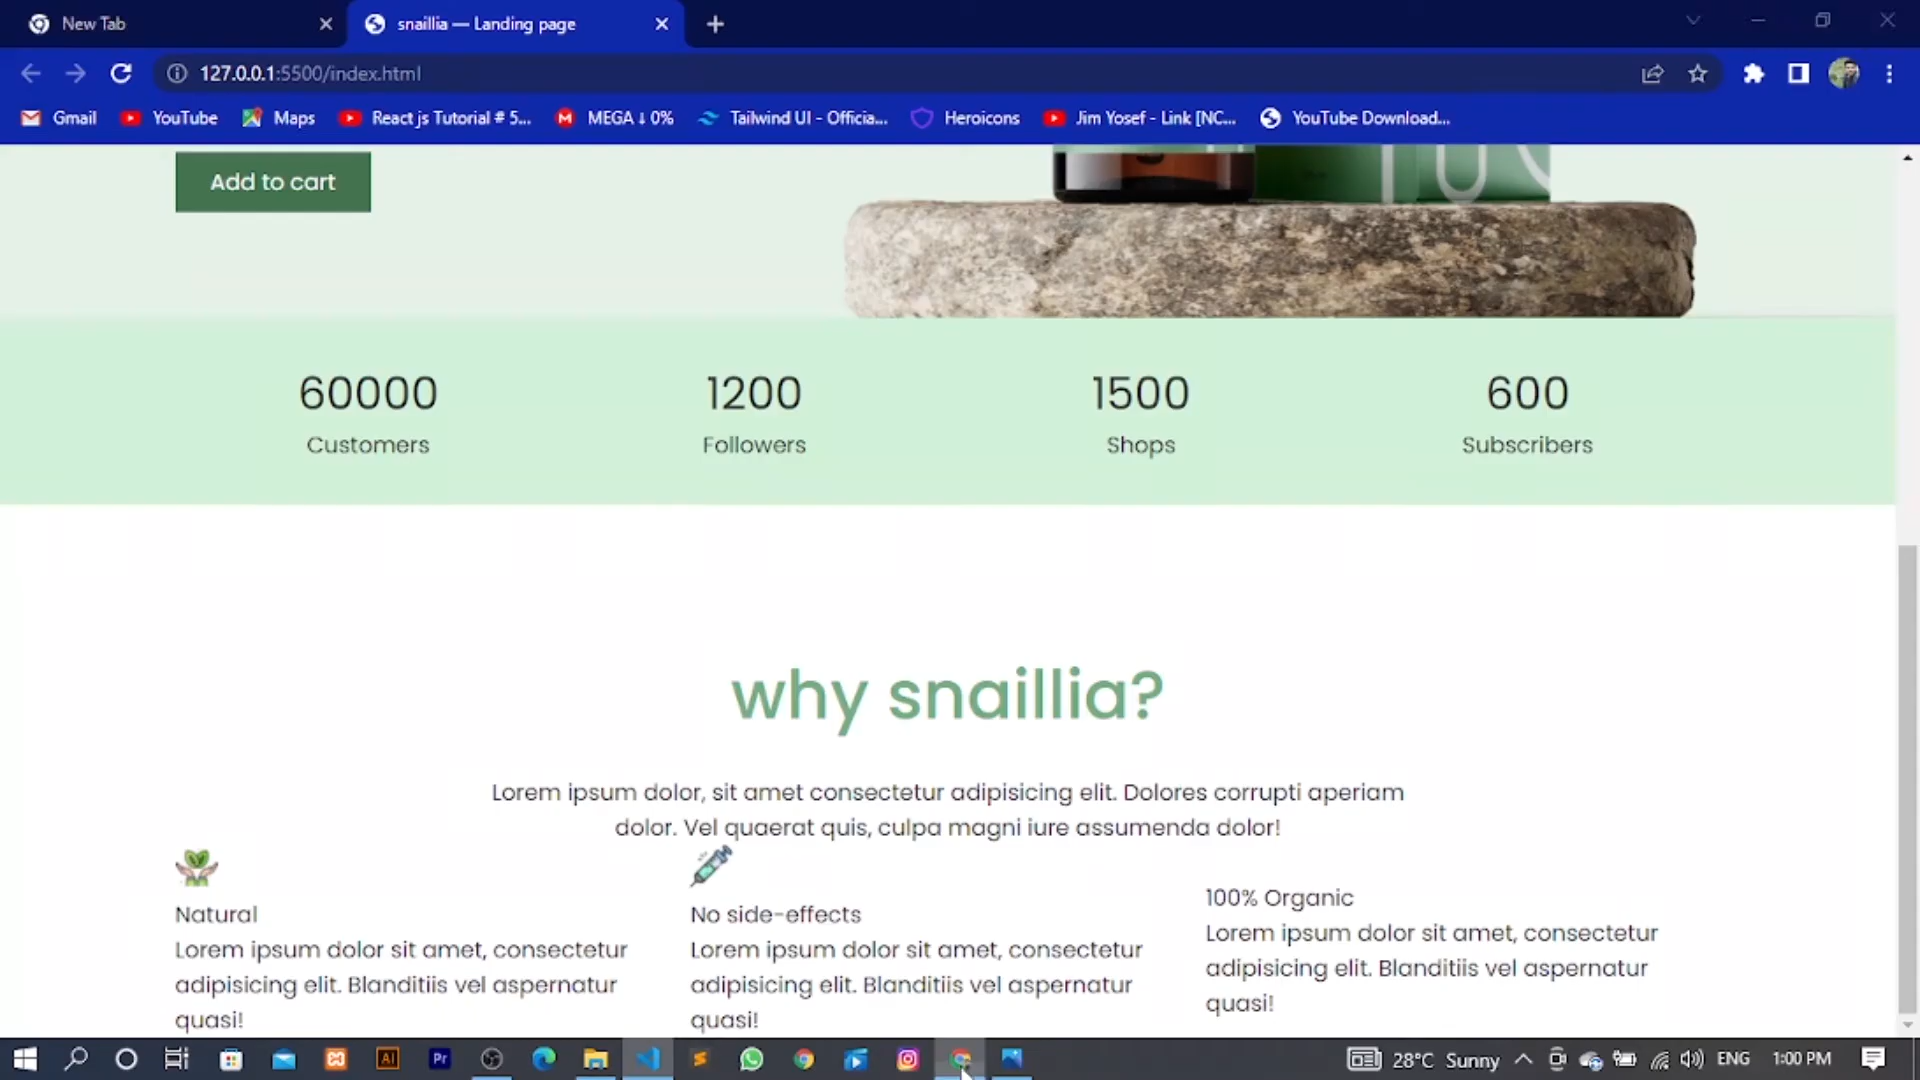 New Tab
snaillia — Landing page
127.0.0.1:5500/index.html
Gmail
YouTube
Maps
React js Tutorial # 5...
MEGA ↓ 0%
Tailwind UI - Officia...
Heroicons
Jim Yosef - Link [NC...
YouTube Download...
Add to cart
60000
1200
1500
600
Customers
Followers
Shops
Subscribers
why snaillia?
Lorem ipsum dolor, sit amet consectetur adipisicing elit. Dolores corrupti aperiam
dolor. Vel quaerat quis, culpa magni iure assumenda dolor!
Natural
Lorem ipsum dolor sit amet, consectetur
adipisicing elit. Blanditiis vel aspernatur
quasi!
No side-effects
Lorem ipsum dolor sit amet, consectetur
adipisicing elit. Blanditiis vel aspernatur
quasi!
100% Organic
Lorem ipsum dolor sit amet, consectetur
adipisicing elit. Blanditiis vel aspernatur
quasi!
Ai
Pr
28°C Sunny
ENG
1:00 PM